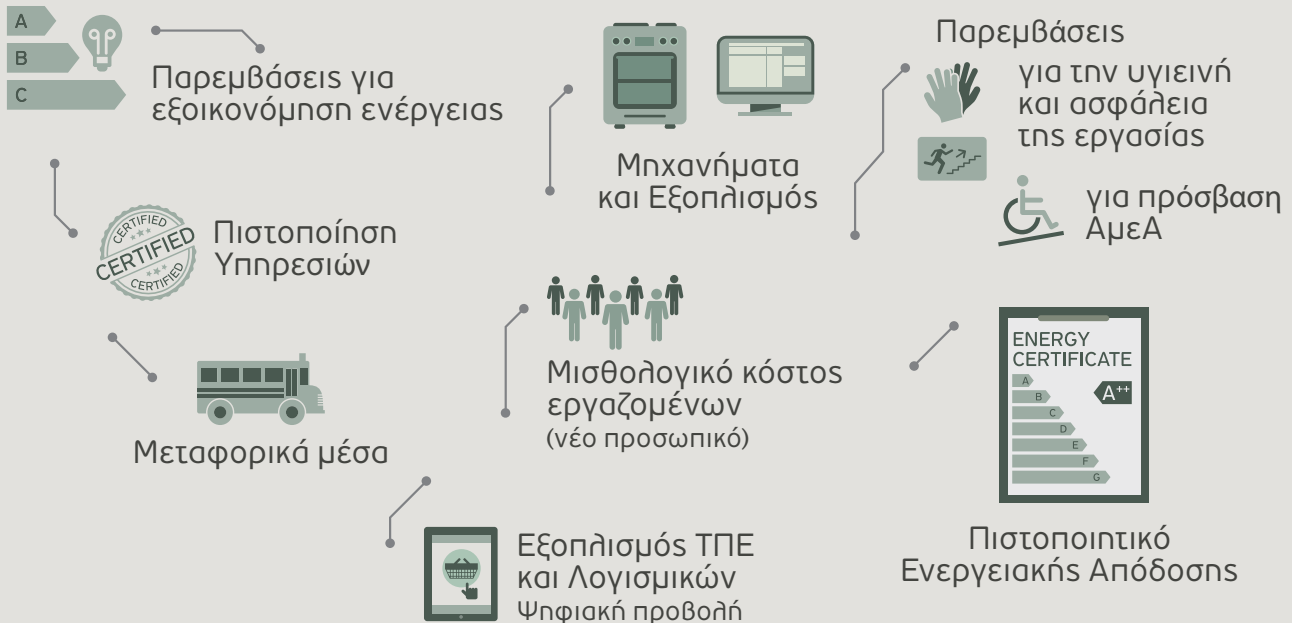 A
B
C
Παρεμβάσεις για
εξοικονόμηση ενέργειας
Μηχανήματα
και Εξοπλισμός
Παρεμβάσεις
για την υγιεινή
και ασφάλεια
της εργασίας
για πρόσβαση
ΑμεΑ
CERTIFIED
CERTIFIED
CERTIFIED
Πιστοποίηση
Υπηρεσιών
Μεταφορικά μέσα
Μισθολογικό κόστος
εργαζομένων
(νέο προσωπικό)
ENERGY
CERTIFICATE
A
B
A++
C
D
E
F
G
Πιστοποιητικό
Ενεργειακής Απόδοσης
Εξοπλισμός ΤΠΕ
και Λογισμικών
Ψηφιακή προβολή